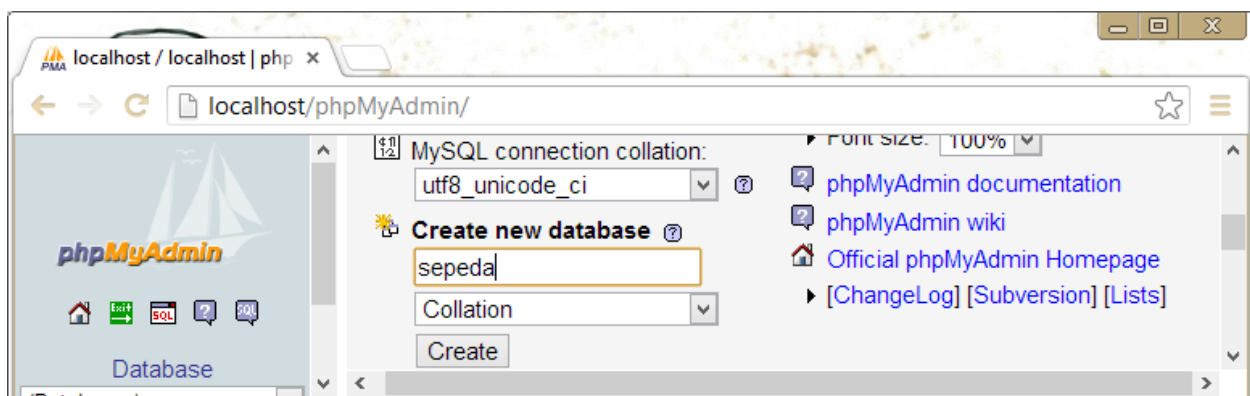 localhost / localhost | php
localhost/phpMyAdmin/
phpMyAdmin
Database
MySQL connection collation:
utf8_unicode_ci
Create new database
sepeda
Collation
Create
Font size: 100%
phpMyAdmin documentation
phpMyAdmin wiki
Official phpMyAdmin Homepage
[ChangeLog] [Subversion] [Lists]